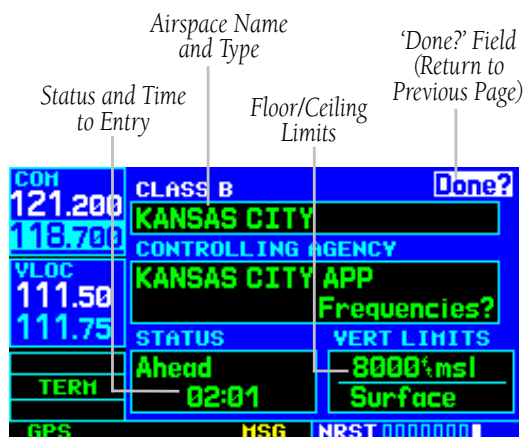 Airspace Name
and Type
'Done?' Field
(Return to
Previous Page)
Status and Time
to Entry
Floor/Ceiling
Limits
COM
121.200
118.700
VLOC
111.50
111.75
TERM
GPS
CLASS B
Done?
KANSAS CITY
CONTROLLING AGENCY
KANSAS CITY APP
Frequencies?
STATUS
VERT LIMITS
Ahead
02:01
8000ft msl
Surface
MSG
NRST